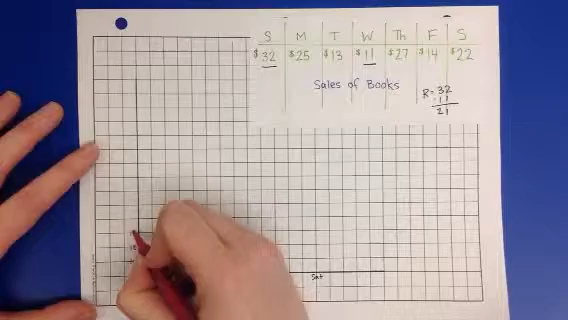 S M T W Th F S
$32 $25 $13 $11 $27 $14 $22
Sales of Books
R= 32
- 11
21
Sat